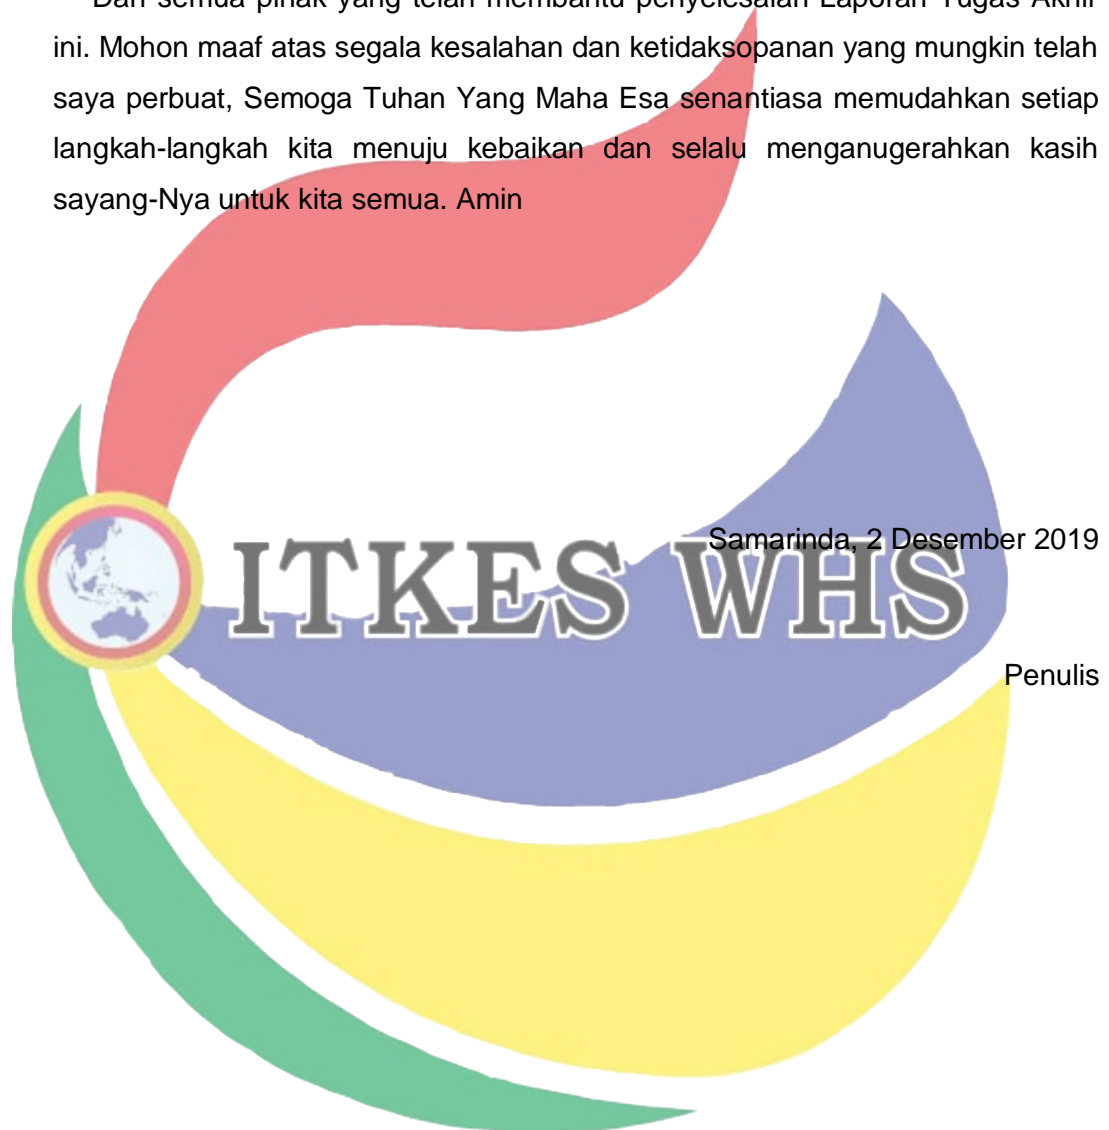 Dan semua pihak yang telah membantu penyelesaian Laporan Tugas Akhir
ini. Mohon maaf atas segala kesalahan dan ketidaksopanan yang mungkin telah
saya perbuat, Semoga Tuhan Yang Maha Esa senantiasa memudahkan setiap
langkah-langkah kita menuju kebaikan dan selalu menganugerahkan kasih
sayang-Nya untuk kita semua. Amin
Samarinda, 2 Desember 2019
ITKES WHS
Penulis